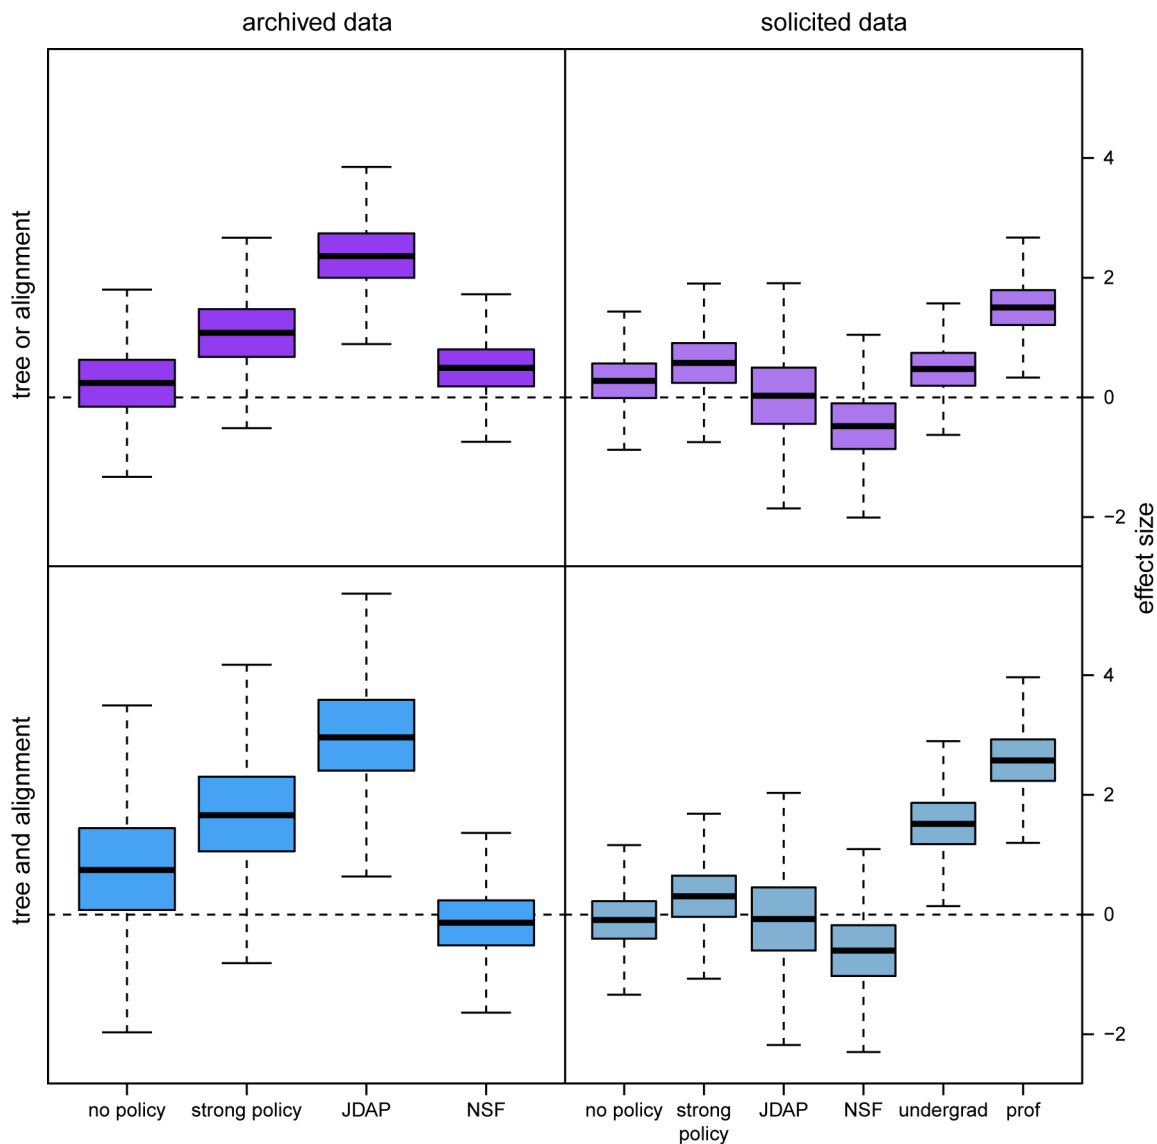 archived data
solicited data
tree or alignment
4
2
0
−2
effect size
tree and alignment
4
2
0
−2
no policy
strong policy
JDAP
NSF
no policy
strong
policy
JDAP
NSF
undergrad
prof